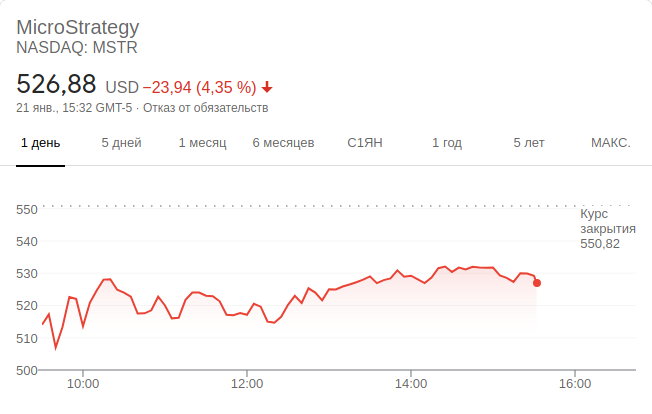 MicroStrategy
NASDAQ: MSTR
526,88 USD −23,94 (4,35 %)
21 янв., 15:32 GMT-5 · Отказ от обязательств
1 день 5 дней 1 месяц 6 месяцев С1ЯН 1 год 5 лет МАКС.
550
Курс
закрытия
550,82
540
530
520
510
500
10:00 12:00 14:00 16:00